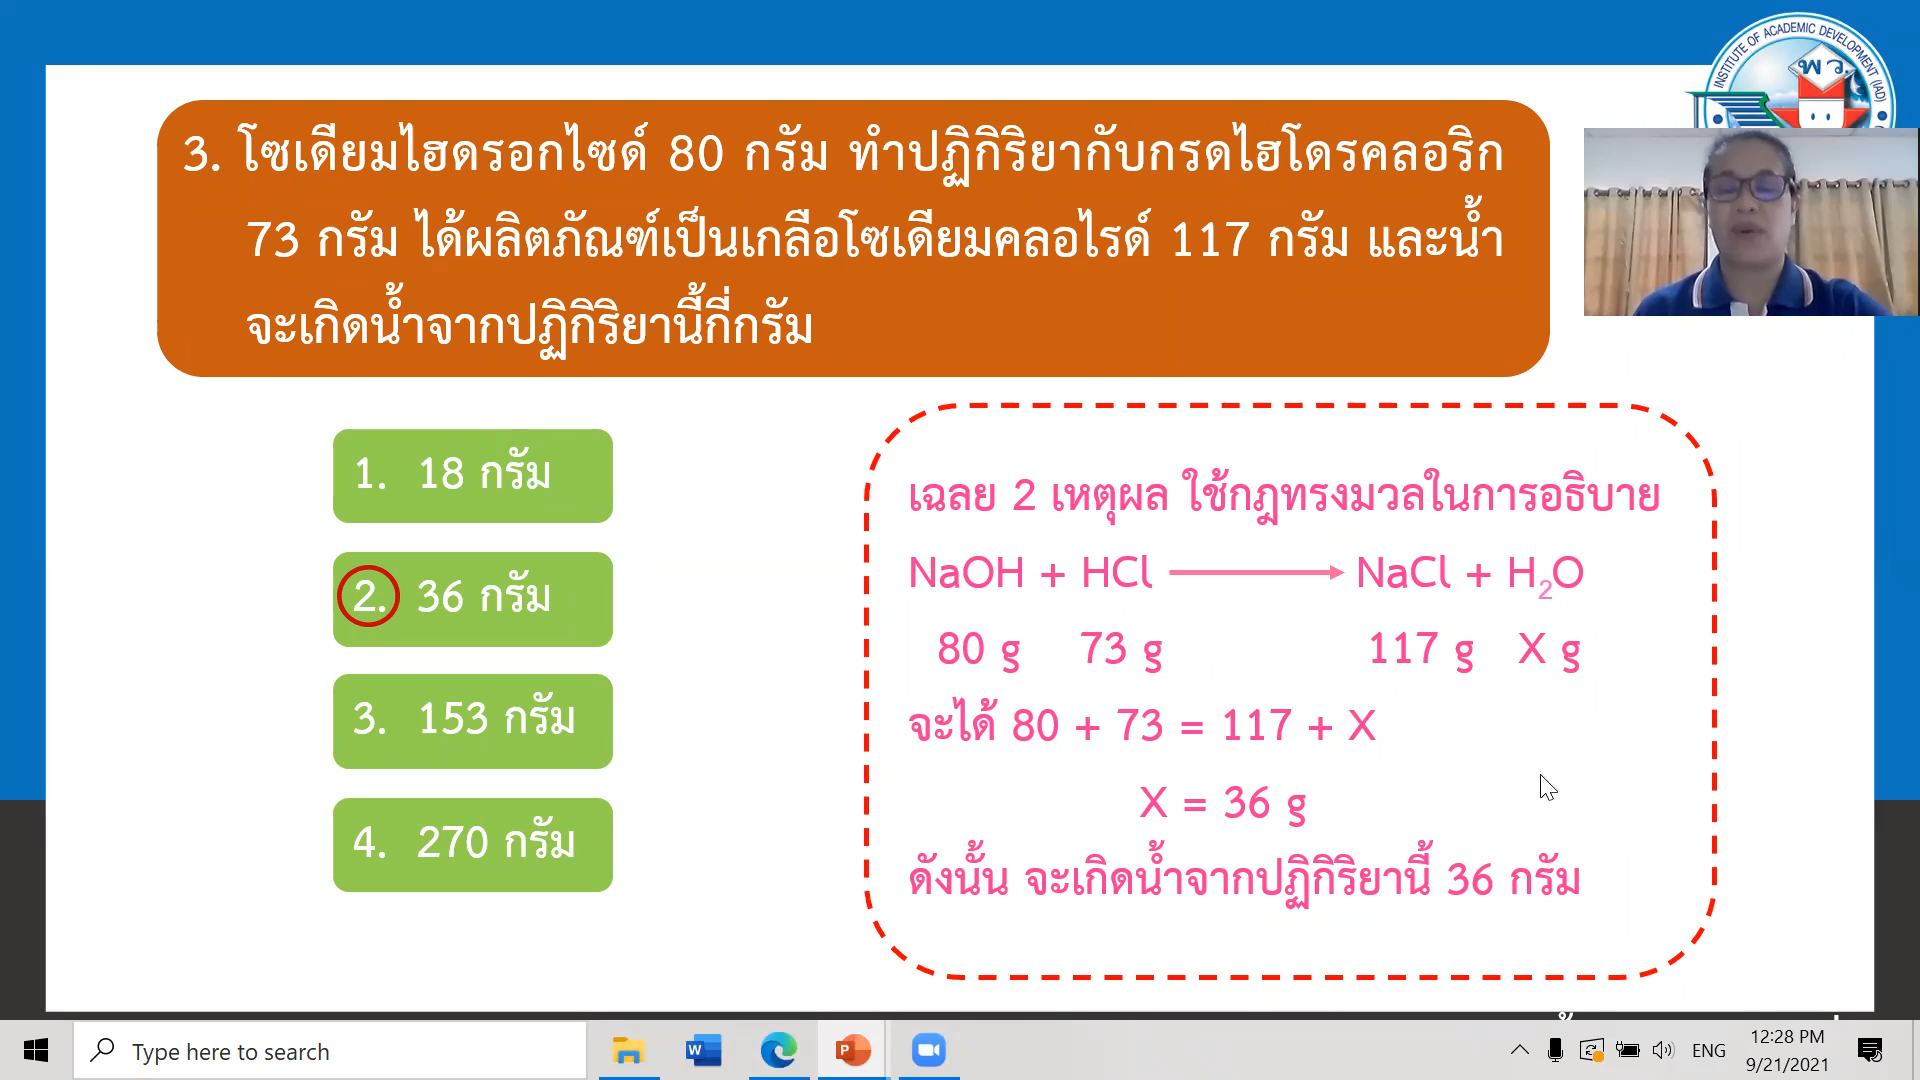 INSTITUTE OF ACADEMIC DEVELOPMENT (IAD)
พว.
3. โซเดียมไฮดรอกไซด์ 80 กรัม ทำปฏิกิริยากับกรดไฮโดรคลอริก
73 กรัม ได้ผลิตภัณฑ์เป็นเกลือโซเดียมคลอไรด์ 117 กรัม และน้ำ
จะเกิดน้ำจากปฏิกิริยานี้กี่กรัม
1. 18 กรัม
2. 36 กรัม
3. 153 กรัม
4. 270 กรัม
เฉลย 2 เหตุผล ใช้กฎทรงมวลในการอธิบาย
NaOH + HCl ⟶ NaCl + H₂O
80 g 73 g 117 g X g
จะได้ 80 + 73 = 117 + X
X = 36 g
ดังนั้น จะเกิดน้ำจากปฏิกิริยานี้ 36 กรัม
Type here to search
ENG
12:28 PM
9/21/2021